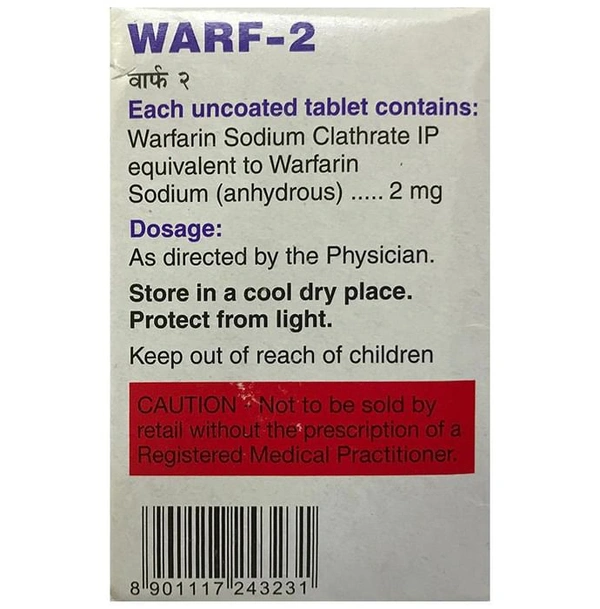 WARF-2
वार्फ २
Each uncoated tablet contains:
Warfarin Sodium Clathrate IP
equivalent to Warfarin
Sodium (anhydrous) ..... 2 mg
Dosage:
As directed by the Physician.
Store in a cool dry place.
Protect from light.
Keep out of reach of children
CAUTION - Not to be sold by
retail without the prescription of a
Registered Medical Practitioner.
8 901117 243231